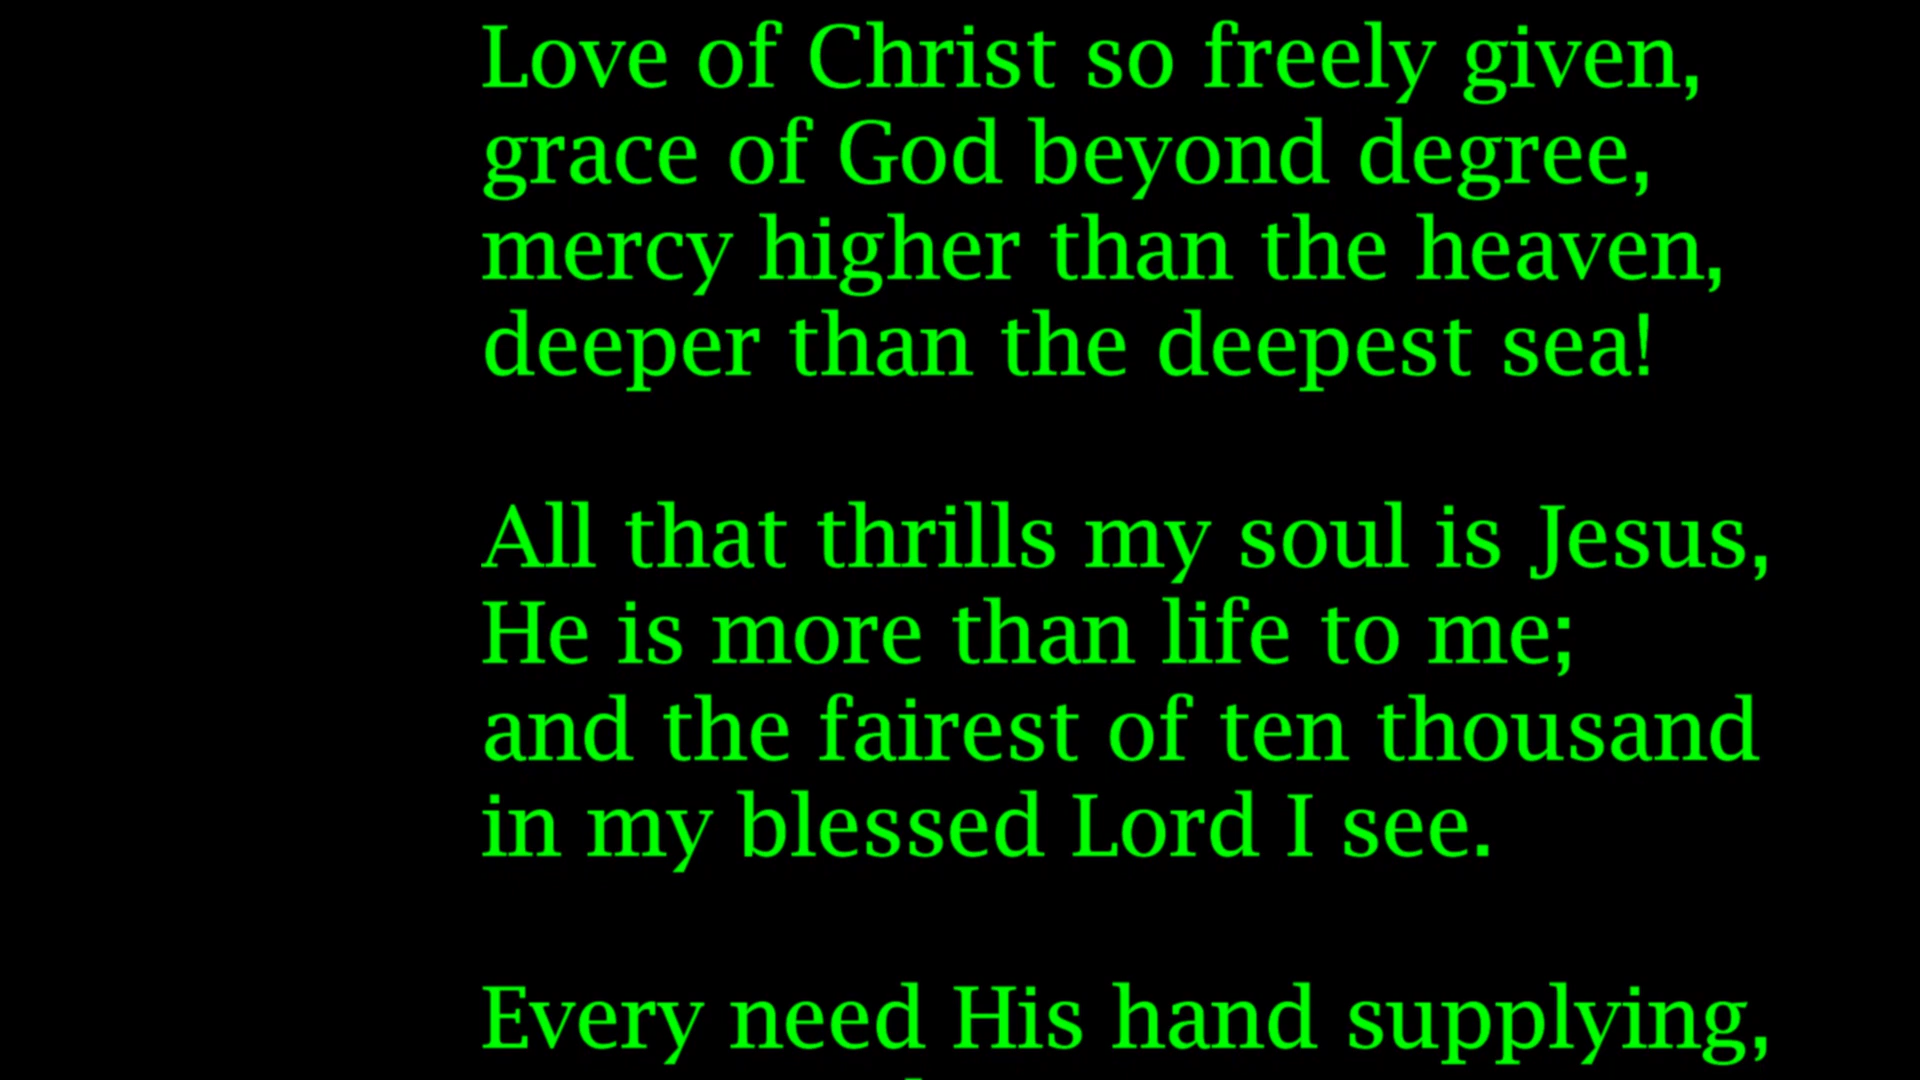 Love of Christ so freely given,
grace of God beyond degree,
mercy higher than the heaven,
deeper than the deepest sea!
All that thrills my soul is Jesus,
He is more than life to me;
and the fairest of ten thousand
in my blessed Lord I see.
Every need His hand supplying,